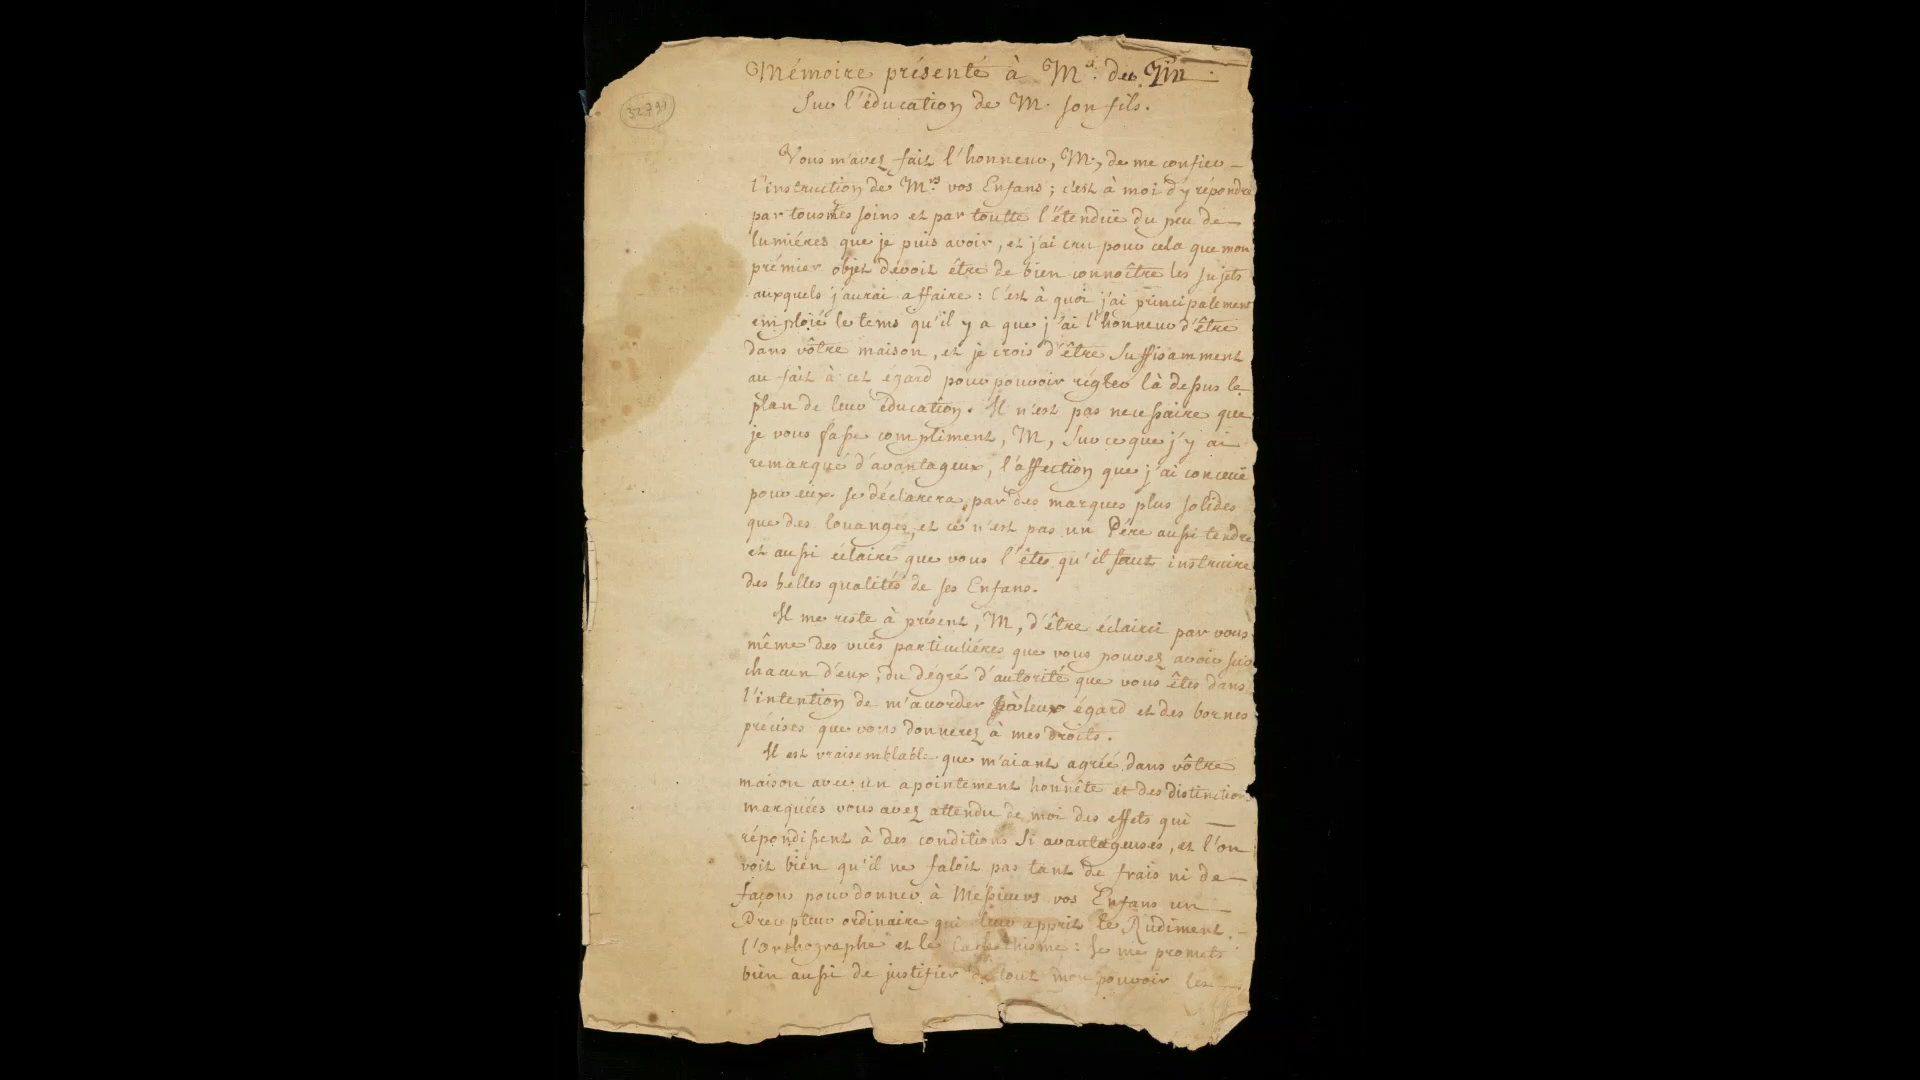 Mémoire présenté à M.r de
Sur l'éducation de M. son fils.
32791
Vous m'avez fait l'honneur, M., de me confier
l'instruction de M.rs vos Enfans ; c'est à moi d'y répondre
par tous mes soins et par toutte l'étendüe du peu de
lumiéres que je puis avoir, et j'ai cru pour cela que mon
prémier objet devoit être de bien connoître les sujets
auxquels j'aurai affaire : c'est à quoi j'ai principalement
emploié le tems qu'il y a que j'ai l'honneur d'être
dans vôtre maison, et je crois d'être suffisamment
au fait à cet égard pour pouvoir régler là dessus le
plan de leur éducation. Il n'est pas necessaire que
je vous fasse compliment, M, sur ce que j'y ai
remarqué d'avantageux, l'affection que j'ai conceüe
pour eux se déclarera par des marques plus solides
que des louanges, et ce n'est pas un Pére aussi tendre
et aussi éclairé que vous l'êtes qu'il faut instruire
des belles qualités de ses Enfans.
Il me reste à présent, M, d'être éclairci par vous
même des vües particuliéres que vous pouvez avoir sur
chacun d'eux, du dégré d'autorité que vous êtes dans
l'intention de m'accorder à leur égard et des bornes
précises que vous donnerez à mes droits.
Il est vraisemblable que m'aiant agréé dans vôtre
maison avec un apointement honnête et des distinctions
marquées vous avez attendu de moi des effets qui
répondissent à des conditions si avantageuses, et l'on
voit bien qu'il ne faloit pas tant de frais ni de
façons pour donner à Messieurs vos Enfans un
Précepteur ordinaire qui leur apprit le Rudiment,
l'Orthographe et le Catéchisme : Je me promets
bien aussi de justifier de tout mon pouvoir les